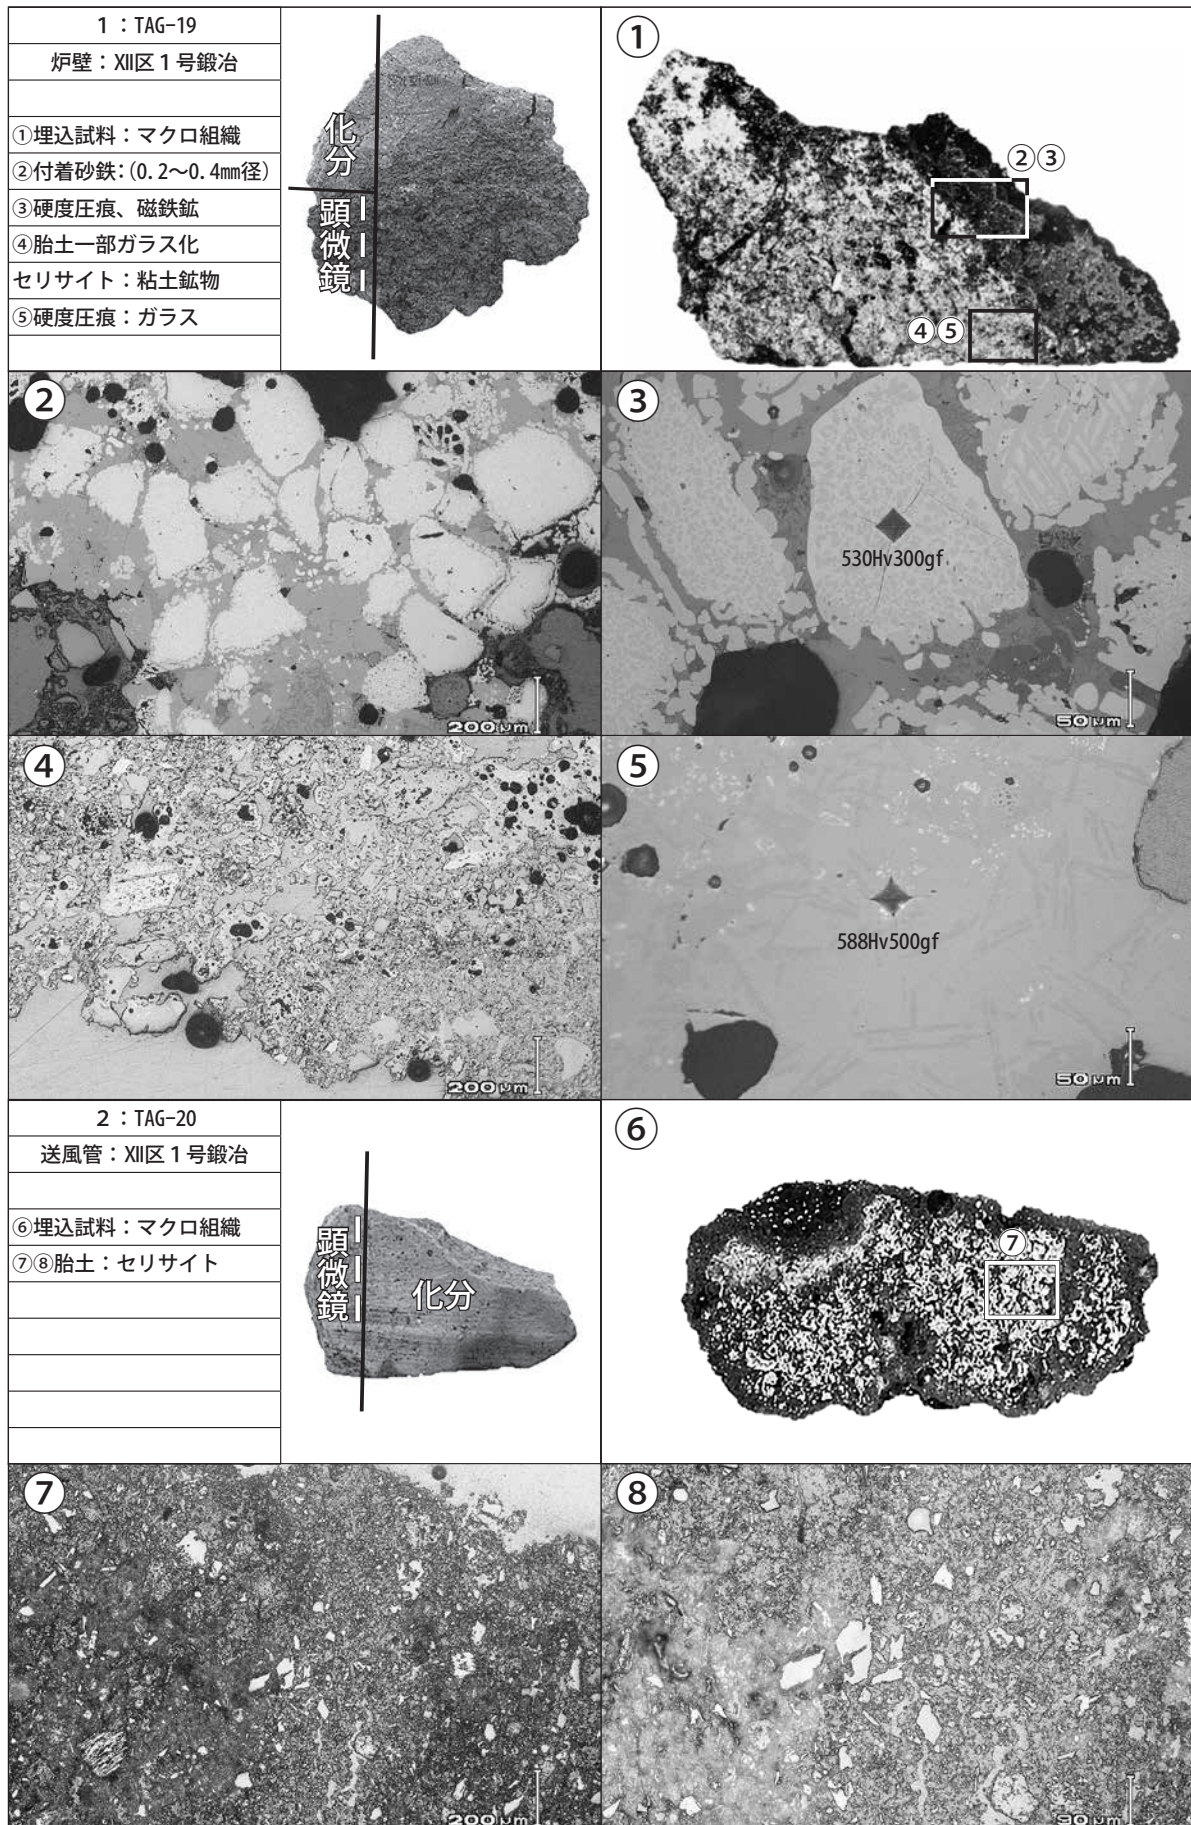 1：TAG-19
炉壁：Ⅻ区1号鍛冶
①埋込試料：マクロ組織
②付着砂鉄：(0.2〜0.4mm径)
③硬度圧痕、磁鉄鉱
④胎土一部ガラス化
セリサイト：粘土鉱物
⑤硬度圧痕：ガラス
化分
顕微鏡
①
②③
④⑤
②
200μm
③
530Hv300gf
50μm
④
200μm
⑤
588Hv500gf
50μm
2：TAG-20
送風管：Ⅻ区1号鍛冶
⑥埋込試料：マクロ組織
⑦⑧胎土：セリサイト
顕微鏡
化分
⑥
⑦
⑦
200μm
⑧